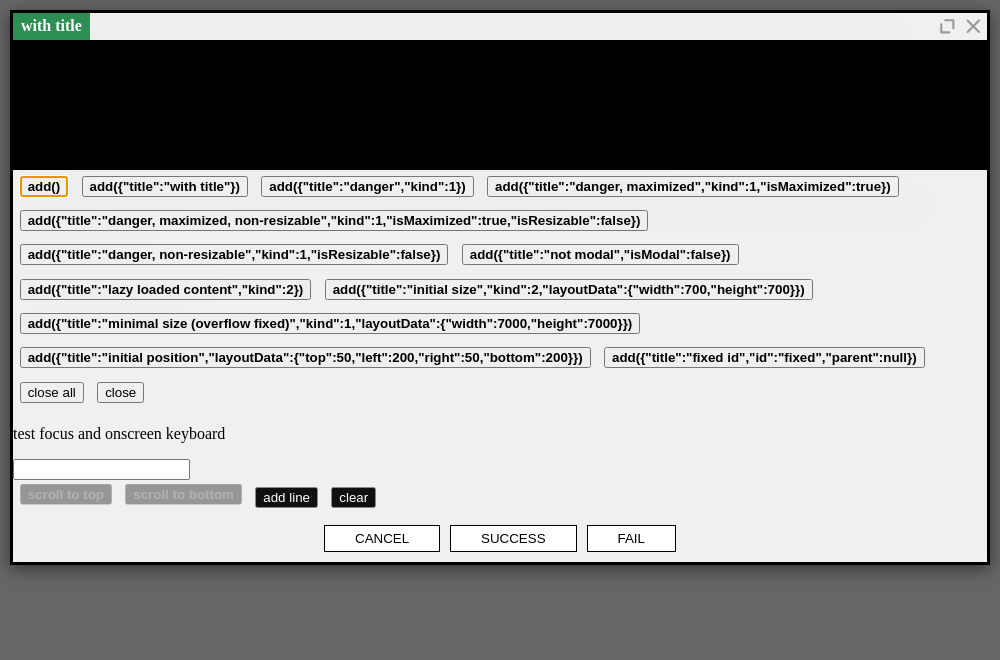 with title
add() add({"title":"with title"}) add({"title":"danger","kind":1}) add({"title":"danger, maximized","kind":1,"isMaximized":true})
add({"title":"danger, maximized, non-resizable","kind":1,"isMaximized":true,"isResizable":false})
add({"title":"danger, non-resizable","kind":1,"isResizable":false}) add({"title":"not modal","isModal":false})
add({"title":"lazy loaded content","kind":2}) add({"title":"initial size","kind":2,"layoutData":{"width":700,"height":700}})
add({"title":"minimal size (overflow fixed)","kind":1,"layoutData":{"width":7000,"height":7000}})
add({"title":"initial position","layoutData":{"top":50,"left":200,"right":50,"bottom":200}}) add({"title":"fixed id","id":"fixed","parent":null})
close all close
test focus and onscreen keyboard
scroll to top scroll to bottom add line clear
CANCEL SUCCESS FAIL